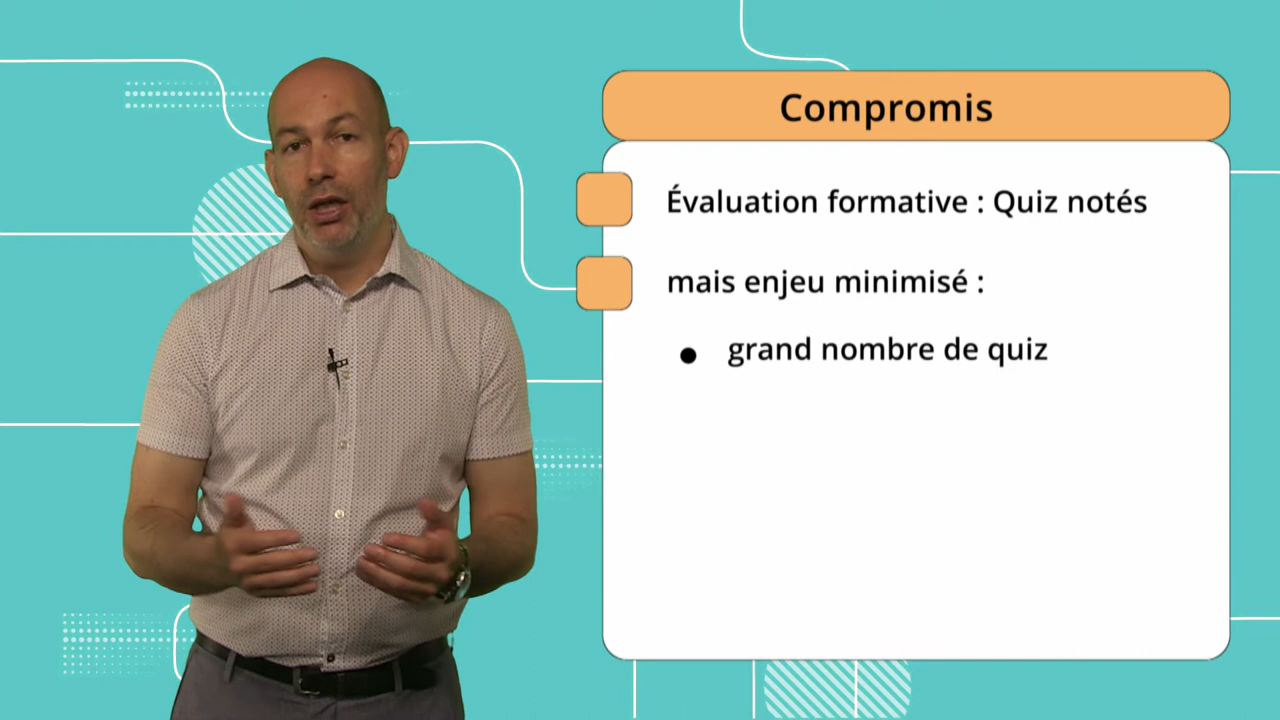 Compromis
Évaluation formative : Quiz notés
mais enjeu minimisé :
grand nombre de quiz